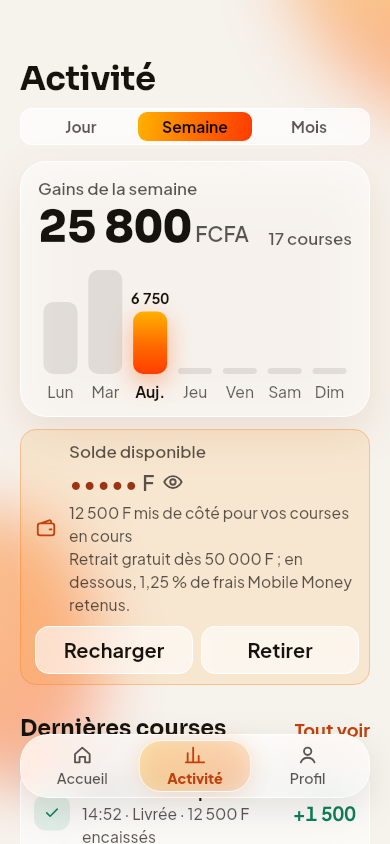 Activité
Jour Semaine Mois
Gains de la semaine
25 800 FCFA 17 courses
6 750
Lun Mar Auj. Jeu Ven Sam Dim
Solde disponible
••••• F
12 500 F mis de côté pour vos courses
en cours
Retrait gratuit dès 50 000 F ; en
dessous, 1,25 % de frais Mobile Money
retenus.
Recharger Retirer
Dernières courses Tout voir
Accueil Activité Profil
14:52 · Livrée · 12 500 F +1 500
encaissés